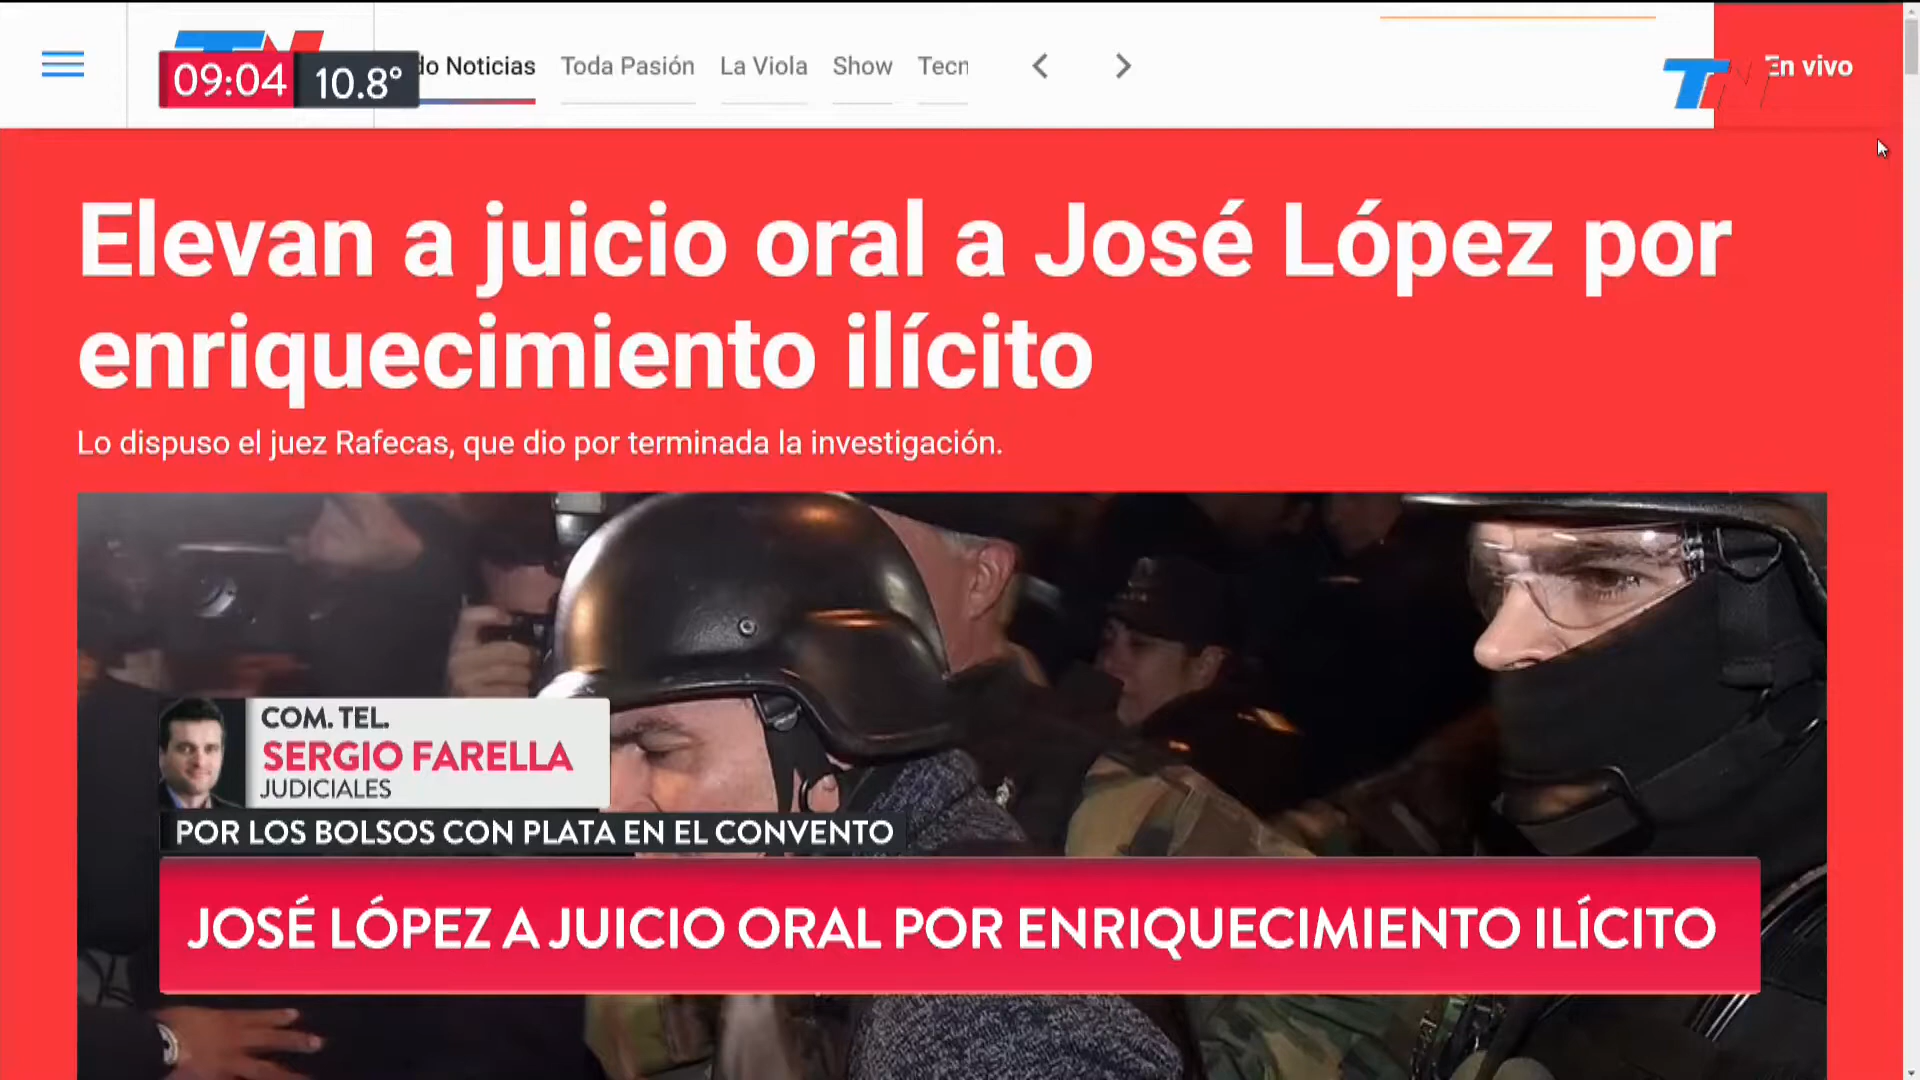 09:04
10.8°
do Noticias
Toda Pasión
La Viola
Show
Tecn
TN
En vivo
Elevan a juicio oral a José López por
enriquecimiento ilícito
Lo dispuso el juez Rafecas, que dio por terminada la investigación.
COM. TEL.
SERGIO FARELLA
JUDICIALES
POR LOS BOLSOS CON PLATA EN EL CONVENTO
JOSÉ LÓPEZ A JUICIO ORAL POR ENRIQUECIMIENTO ILÍCITO